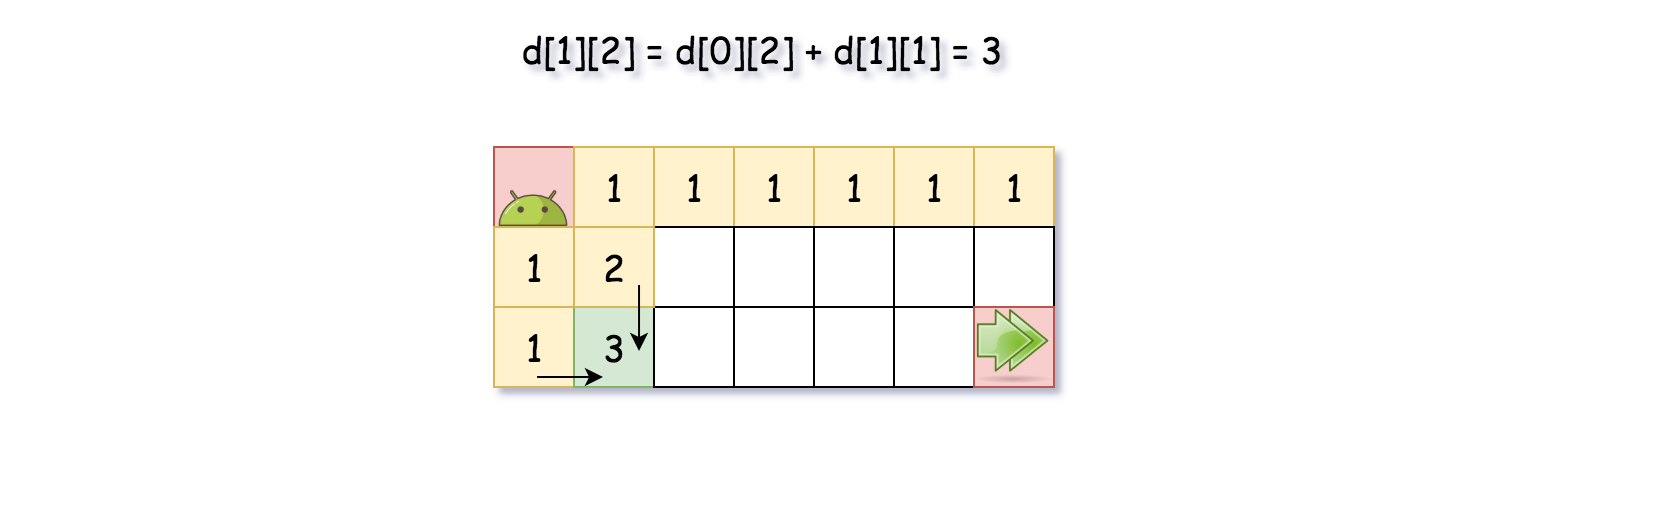 d[1][2] = d[0][2] + d[1][1] = 3
1 1 1 1 1 1
1 2
1 3